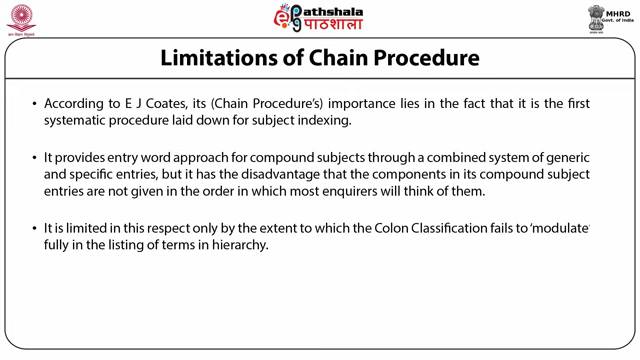 ePathshala
पाठशाला
MHRD
Govt. of India
Limitations of Chain Procedure
• According to E J Coates, its (Chain Procedure's) importance lies in the fact that it is the first
systematic procedure laid down for subject indexing.
• It provides entry word approach for compound subjects through a combined system of generic
and specific entries, but it has the disadvantage that the components in its compound subject
entries are not given in the order in which most enquirers will think of them.
• It is limited in this respect only by the extent to which the Colon Classification fails to 'modulate'
fully in the listing of terms in hierarchy.